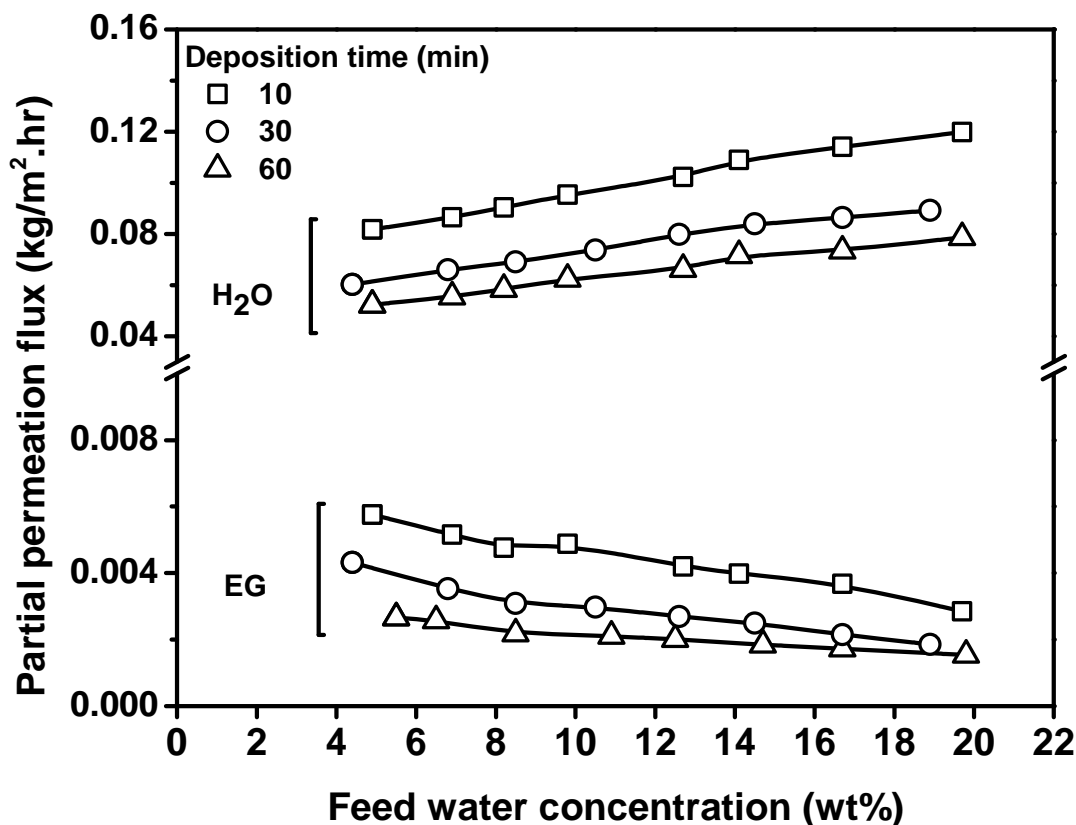 Deposition time (min)
10
30
60
H₂O
EG
0.16
0.12
0.08
0.04
0.008
0.004
0.000
0 2 4 6 8 10 12 14 16 18 20 22
Partial permeation flux (kg/m².hr)
Feed water concentration (wt%)